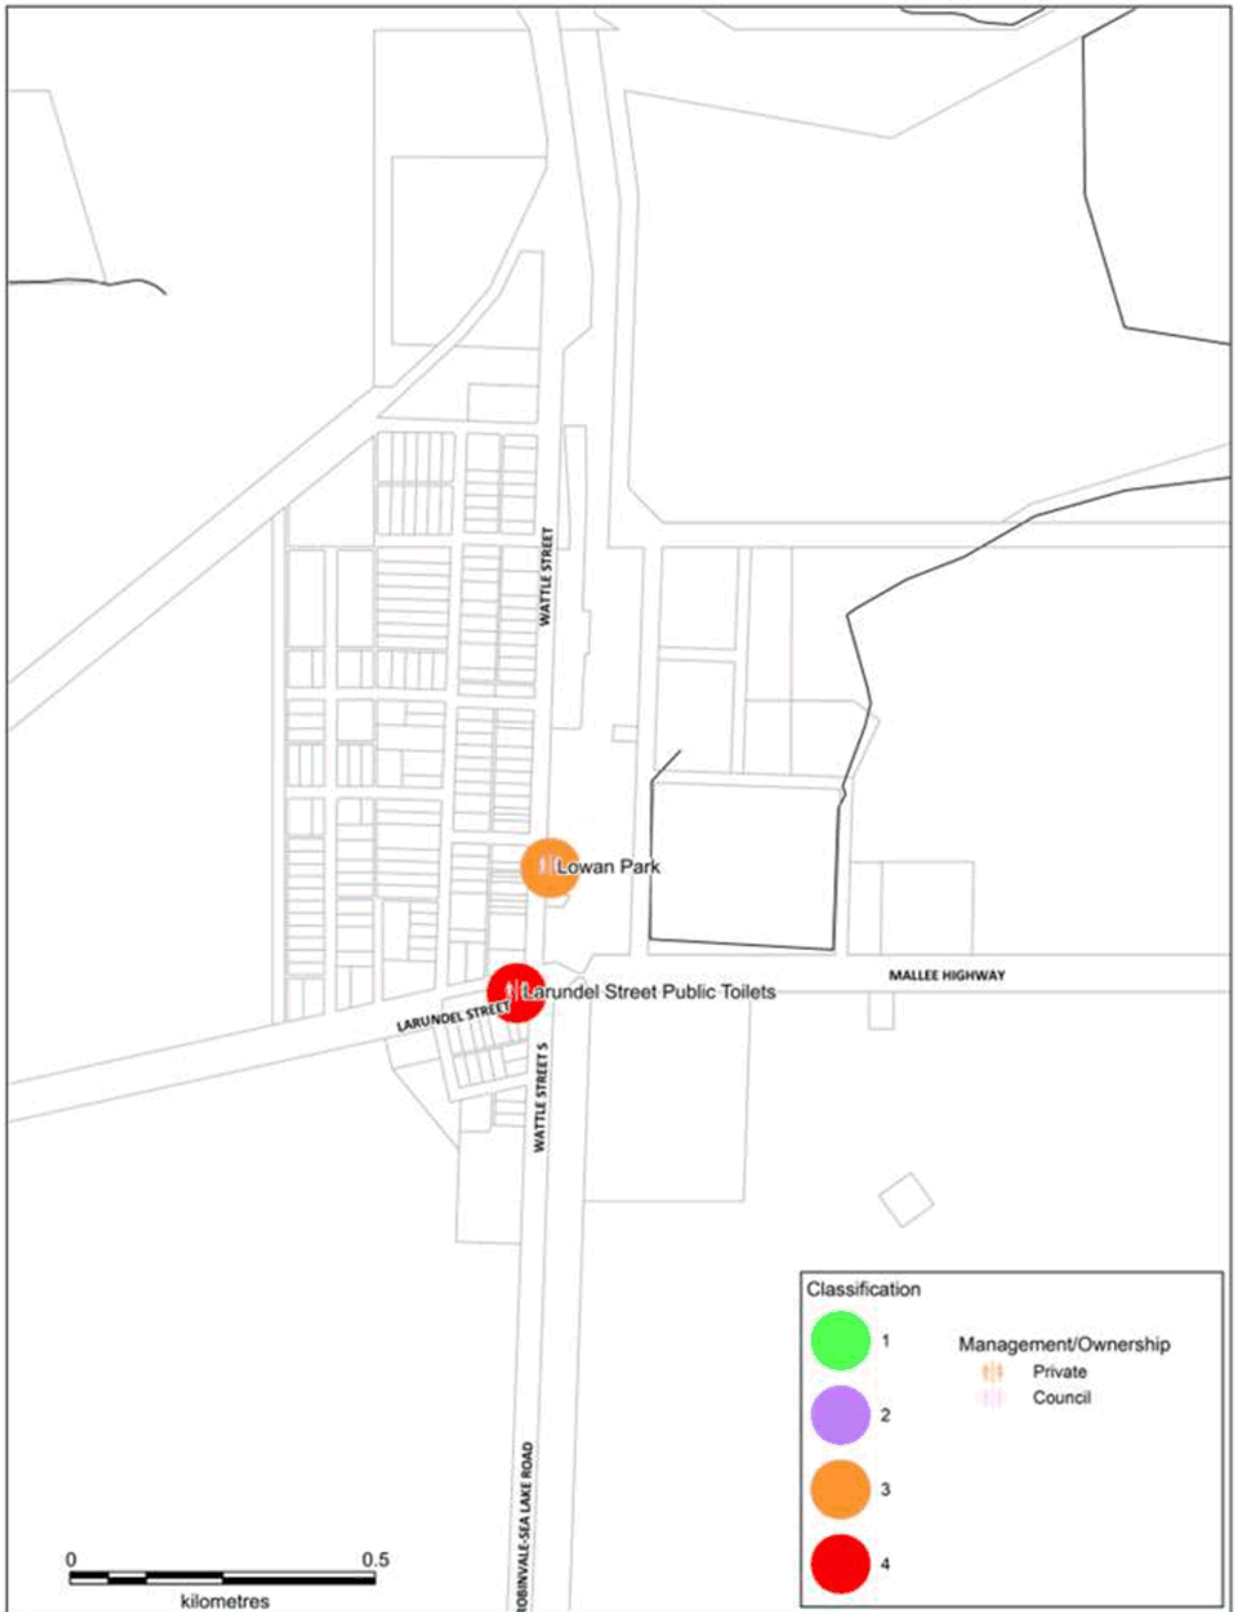 WATTLE STREET
Lowan Park
MALLEE HIGHWAY
Larundel Street Public Toilets
LARUNDEL STREET
WATTLE STREET S
ROBINVALE-SEA LAKE ROAD
Classification
1
2
3
4
Management/Ownership
Private
Council
0 0.5
kilometres